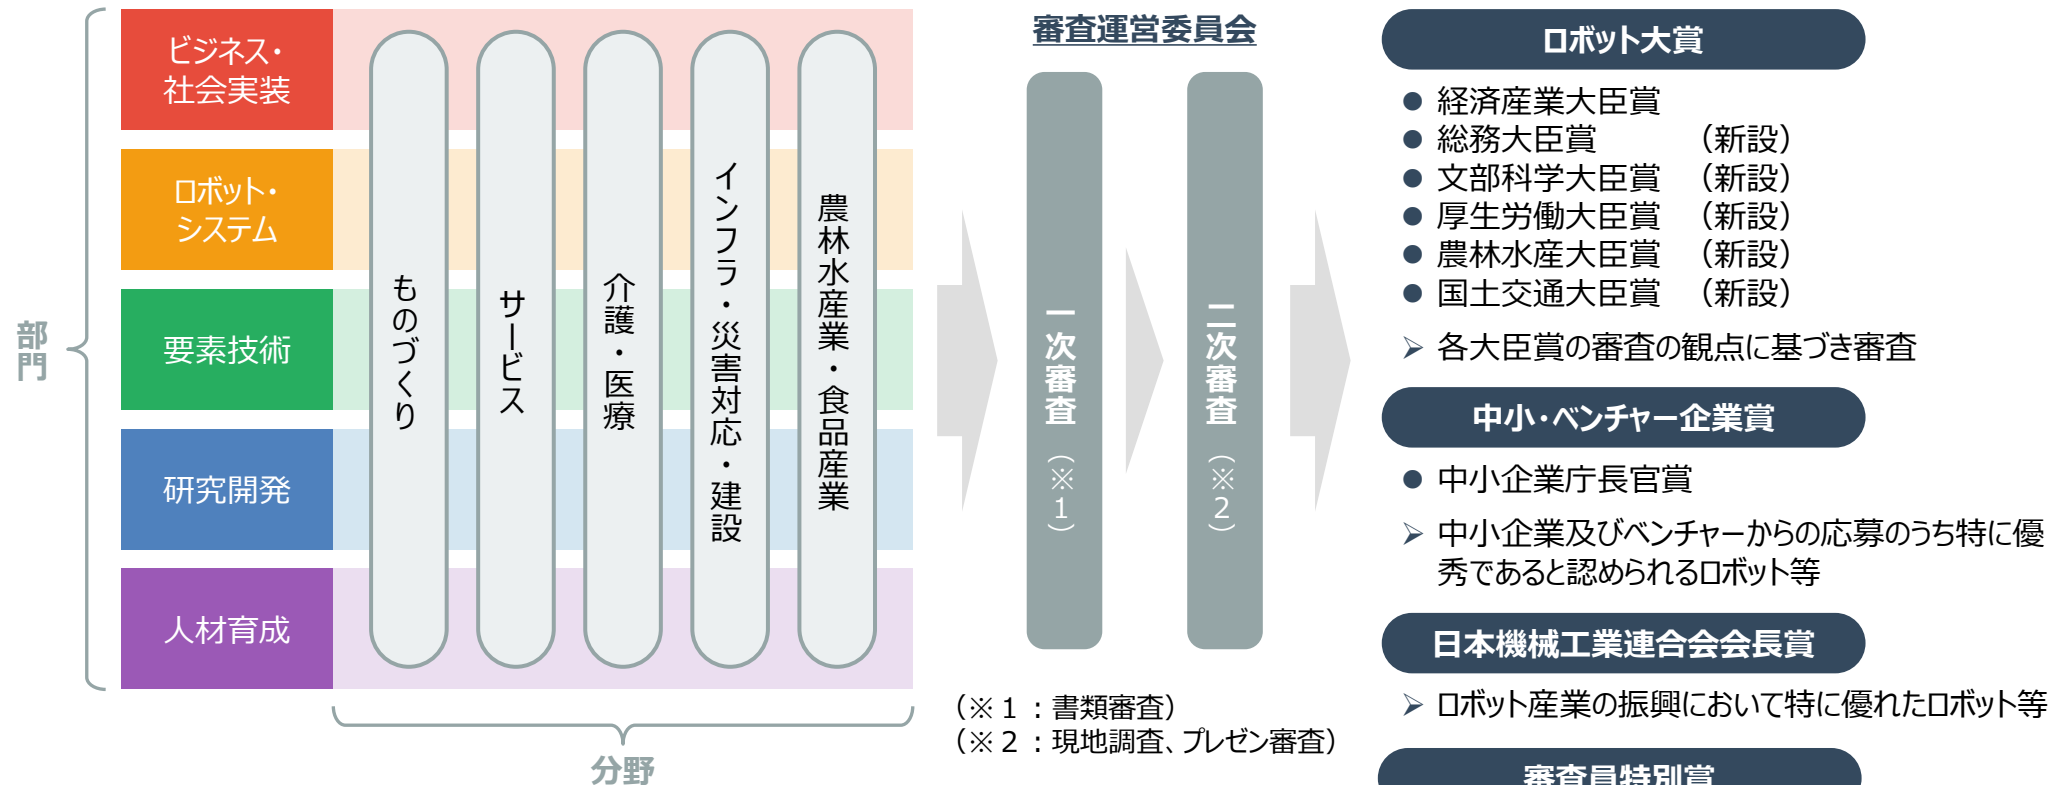 部門
ビジネス・
社会実装
ロボット・
システム
要素技術
研究開発
人材育成
ものづくり
サービス
介護・医療
インフラ・災害対応・建設
農林水産業・食品産業
分野
審査運営委員会
一次審査（※１）
二次審査（※２）
（※１：書類審査）
（※２：現地調査、プレゼン審査）
ロボット大賞
● 経済産業大臣賞
● 総務大臣賞 （新設）
● 文部科学大臣賞 （新設）
● 厚生労働大臣賞 （新設）
● 農林水産大臣賞 （新設）
● 国土交通大臣賞 （新設）
➢ 各大臣賞の審査の観点に基づき審査
中小・ベンチャー企業賞
● 中小企業庁長官賞
➢ 中小企業及びベンチャーからの応募のうち特に優
秀であると認められるロボット等
日本機械工業連合会会長賞
➢ ロボット産業の振興において特に優れたロボット等
審査員特別賞